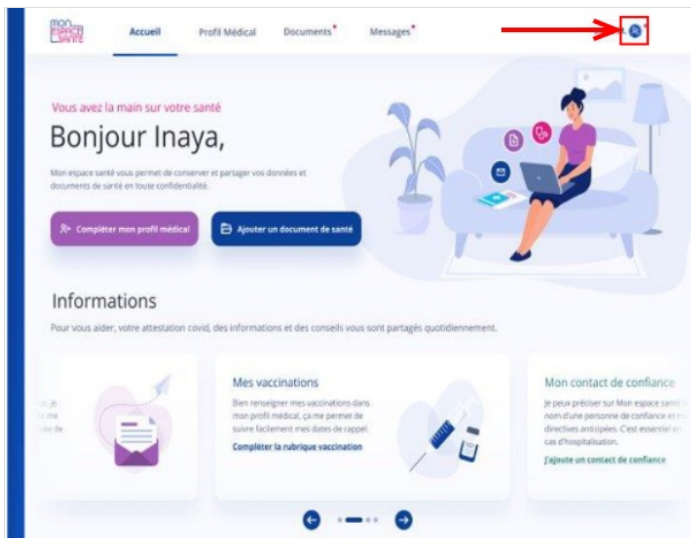 mon
ESPACE
SANTÉ
Accueil
Profil Médical
Documents
Messages
Vous avez la main sur votre santé
Bonjour Inaya,
Mon espace santé vous permet de conserver et partager vos données et
documents de santé en toute confidentialité.
Compléter mon profil médical
Ajouter un document de santé
Informations
Pour vous aider, votre attestation covid, des informations et des conseils vous sont partagés quotidiennement.
je
me
de
Mes vaccinations
Bien renseigner mes vaccinations dans
mon profil médical, ça me permet de
suivre facilement mes dates de rappel.
Compléter la rubrique vaccination
Mon contact de confiance
Je peux préciser sur Mon espace santé
nom d'une personne de confiance et
directives anticipées. C'est essentiel en
cas d'hospitalisation.
J'ajoute un contact de confiance